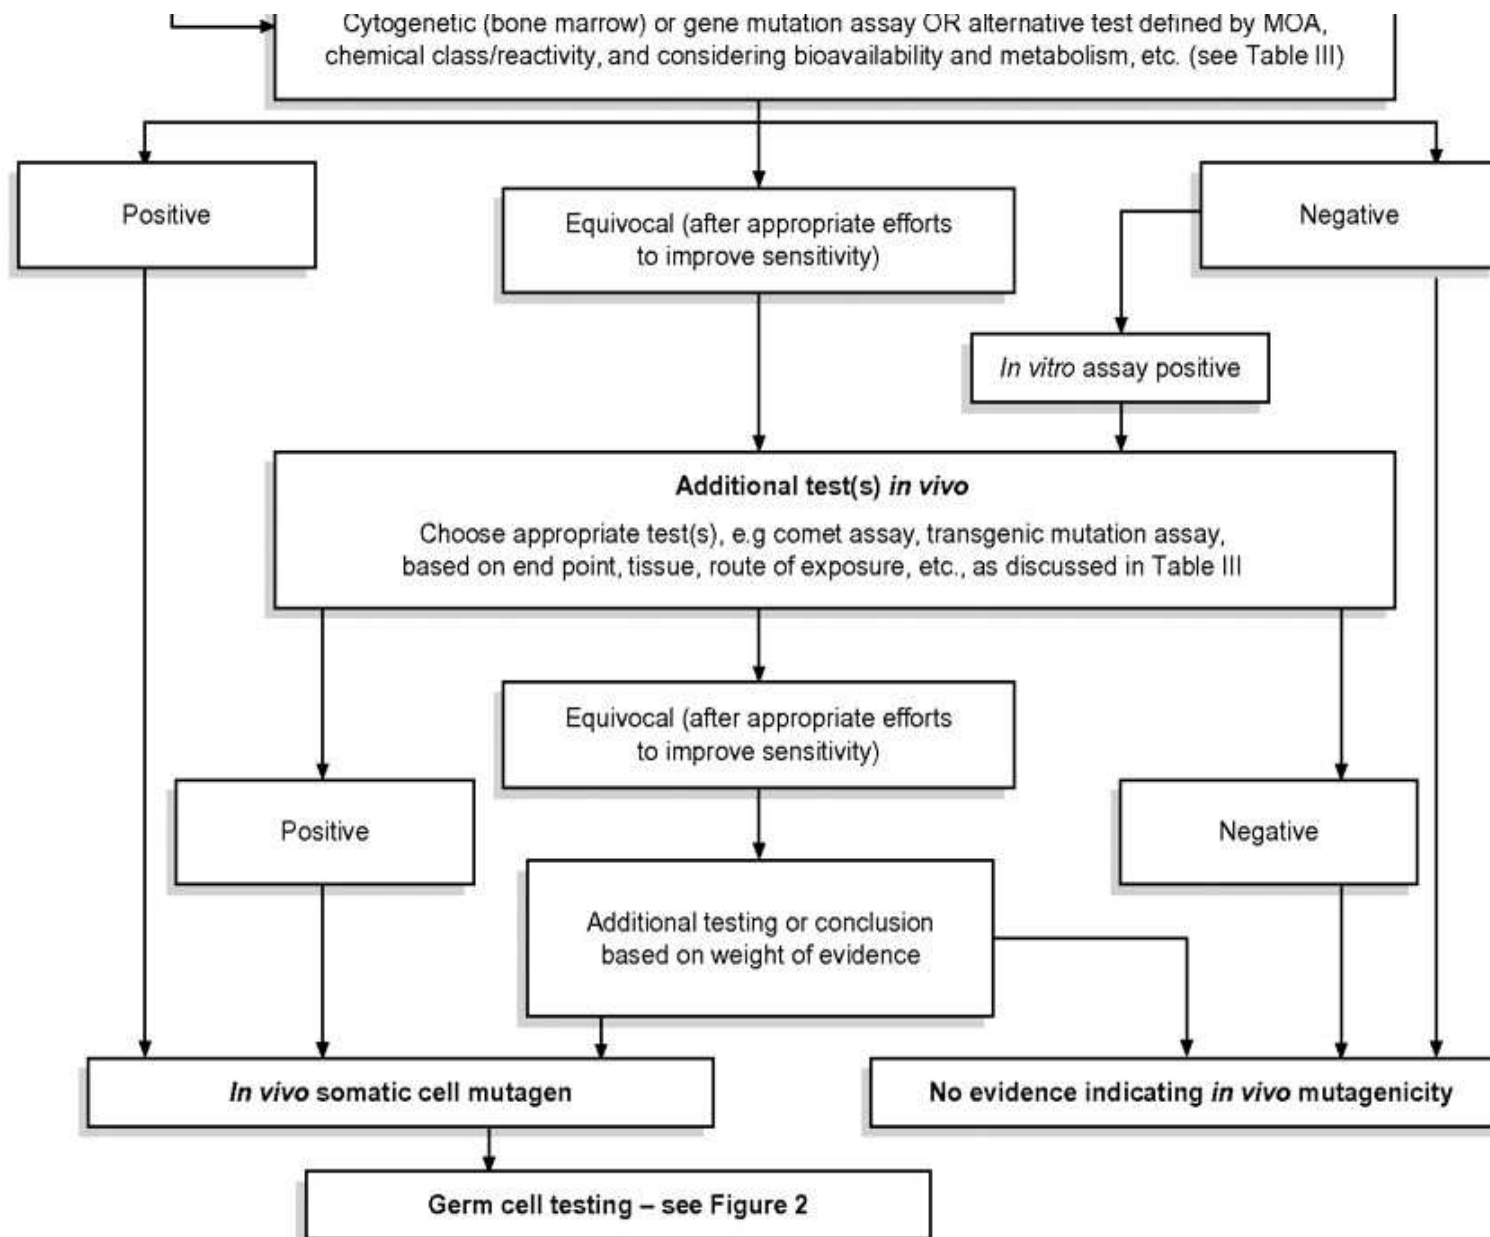 Cytogenetic (bone marrow) or gene mutation assay OR alternative test defined by MOA,
chemical class/reactivity, and considering bioavailability and metabolism, etc. (see Table III)
Positive
Equivocal (after appropriate efforts
to improve sensitivity)
Negative
In vitro assay positive
Additional test(s) in vivo
Choose appropriate test(s), e.g comet assay, transgenic mutation assay,
based on end point, tissue, route of exposure, etc., as discussed in Table III
Equivocal (after appropriate efforts
to improve sensitivity)
Positive
Negative
Additional testing or conclusion
based on weight of evidence
In vivo somatic cell mutagen
No evidence indicating in vivo mutagenicity
Germ cell testing – see Figure 2